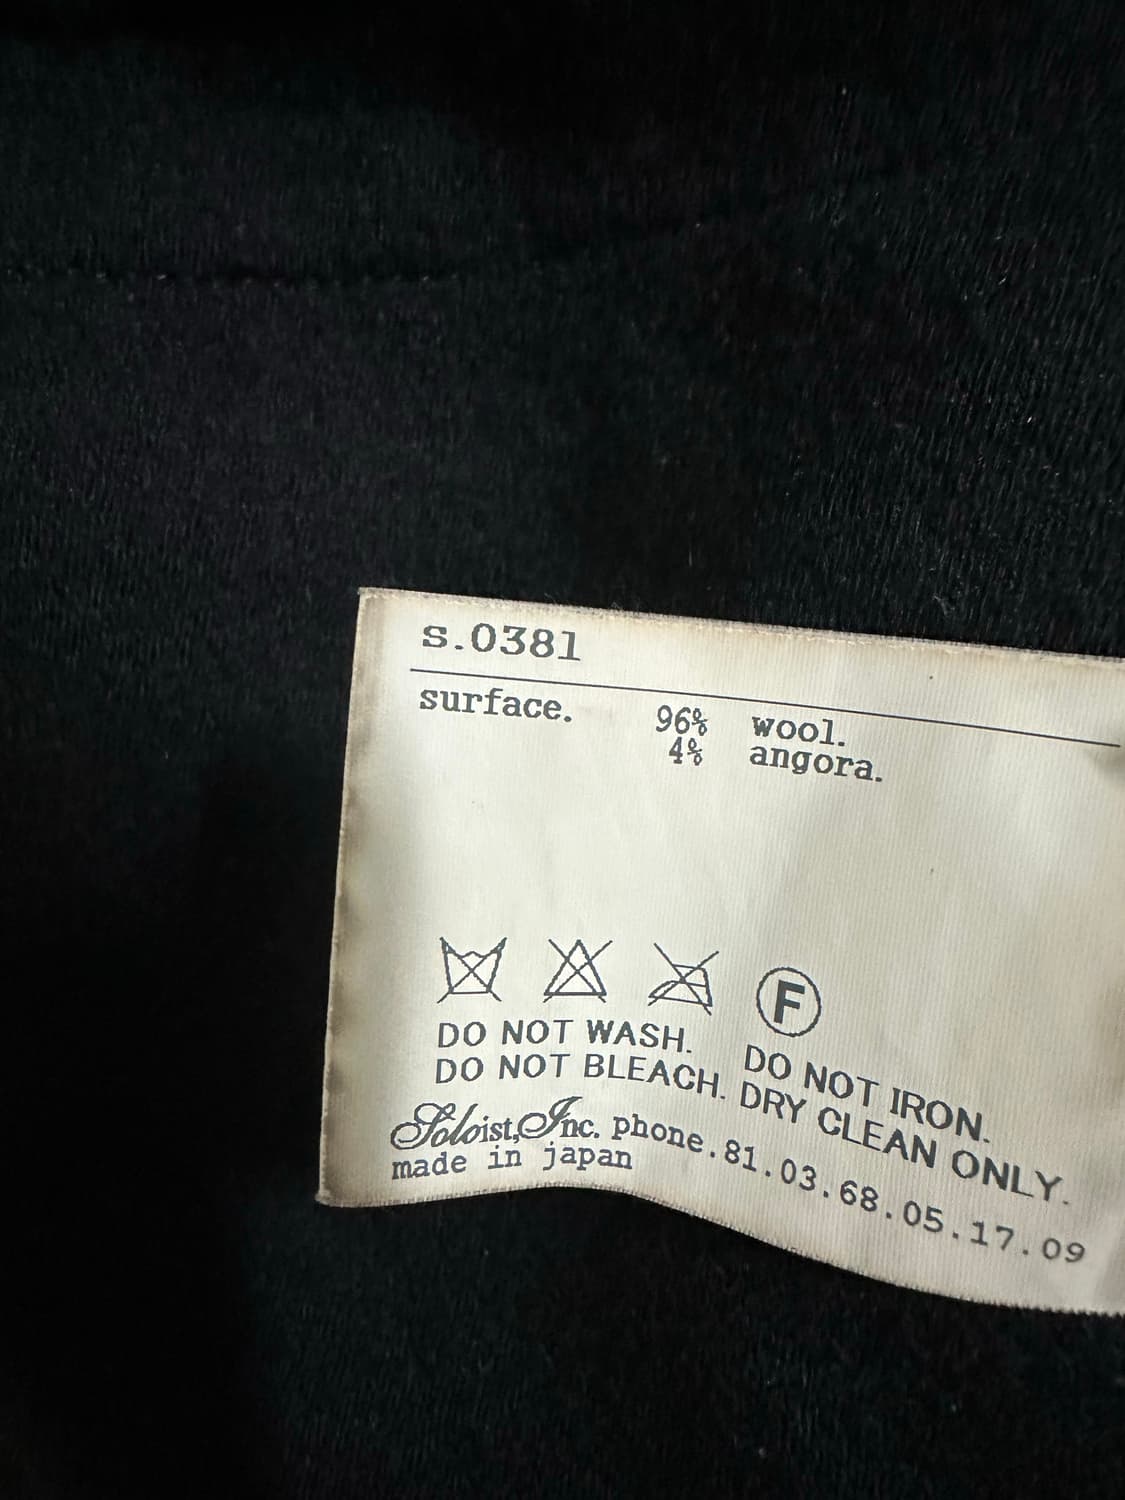 s.0381
surface. 96% wool.
4% angora.
F
DO NOT WASH. DO NOT IRON.
DO NOT BLEACH. DRY CLEAN ONLY.
Soloist,Inc. phone.81.03.68.05.17.09
made in japan